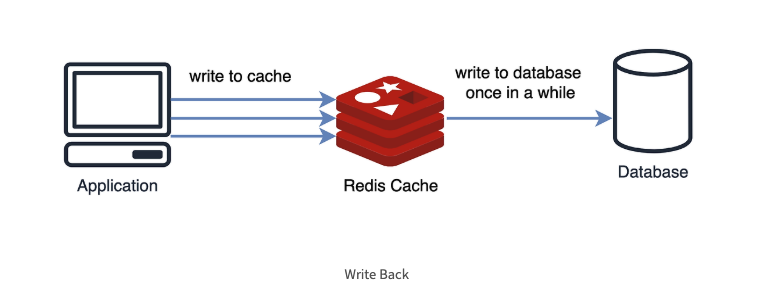 write to cache
write to database
once in a while
Application
Redis Cache
Database
Write Back